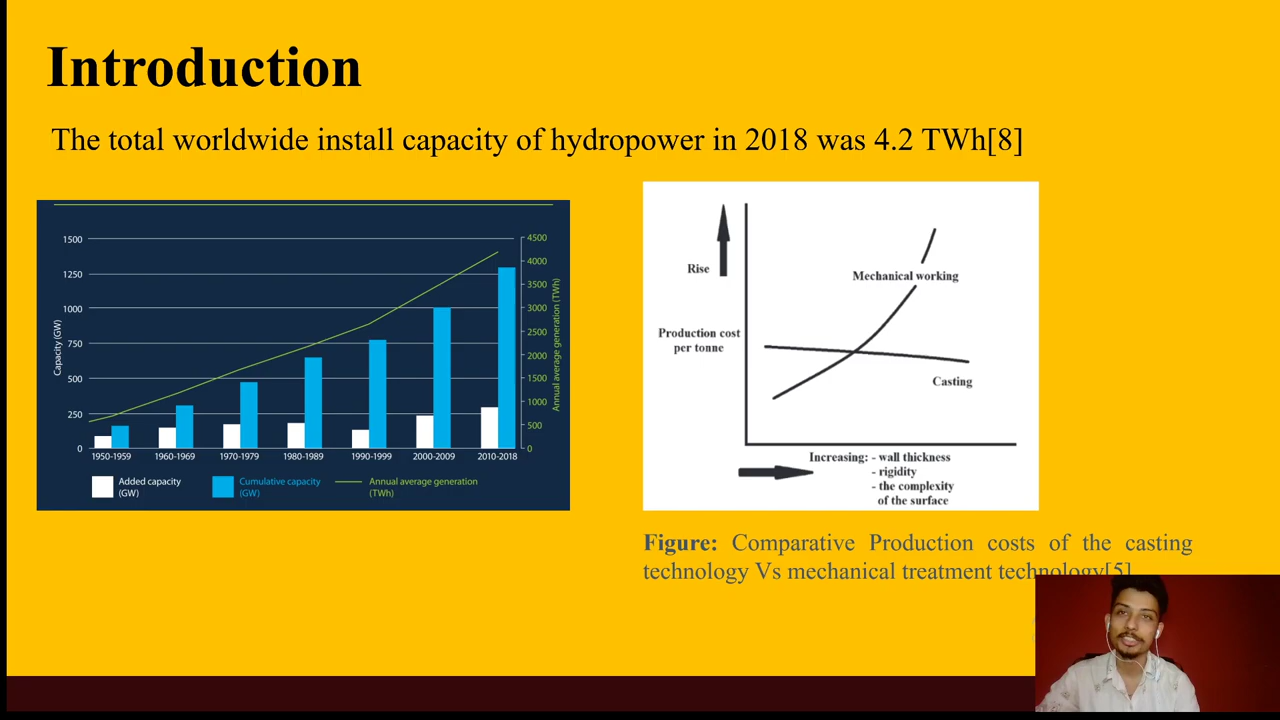 Introduction
The total worldwide install capacity of hydropower in 2018 was 4.2 TWh[8]
1500
1250
1000
750
500
250
0
Capacity (GW)
4500
4000
3500
3000
2500
2000
1500
1000
500
0
Annual average generation (TWh)
1950-1959 1960-1969 1970-1979 1980-1989 1990-1999 2000-2009 2010-2018
Added capacity (GW)
Cumulative capacity (GW)
Annual average generation (TWh)
Rise
Mechanical working
Production cost
per tonne
Casting
Increasing: - wall thickness
- rigidity
- the complexity
of the surface
Figure: Comparative Production costs of the casting
technology Vs mechanical treatment technology[5]